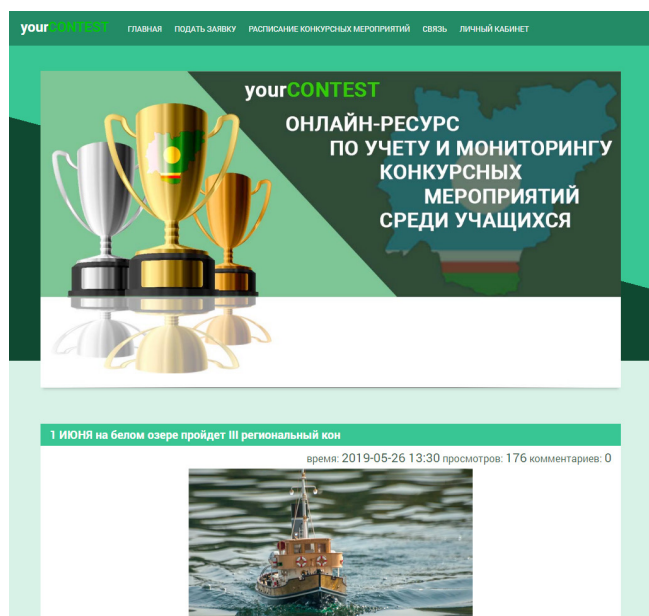 yourCONTEST ГЛАВНАЯ ПОДАТЬ ЗАЯВКУ РАСПИСАНИЕ КОНКУРСНЫХ МЕРОПРИЯТИЙ СВЯЗЬ ЛИЧНЫЙ КАБИНЕТ
yourCONTEST
ОНЛАЙН-РЕСУРС
ПО УЧЕТУ И МОНИТОРИНГУ
КОНКУРСНЫХ
МЕРОПРИЯТИЙ
СРЕДИ УЧАЩИХСЯ
1 ИЮНЯ на белом озере пройдет III региональный кон
время: 2019-05-26 13:30 просмотров: 176 комментариев: 0